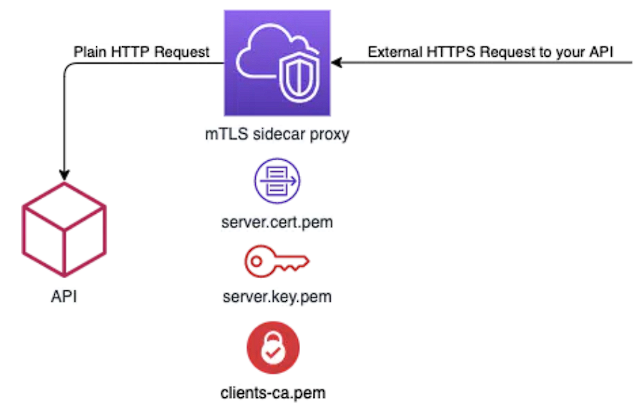 Plain HTTP Request
External HTTPS Request to your API
mTLS sidecar proxy
server.cert.pem
API
server.key.pem
clients-ca.pem